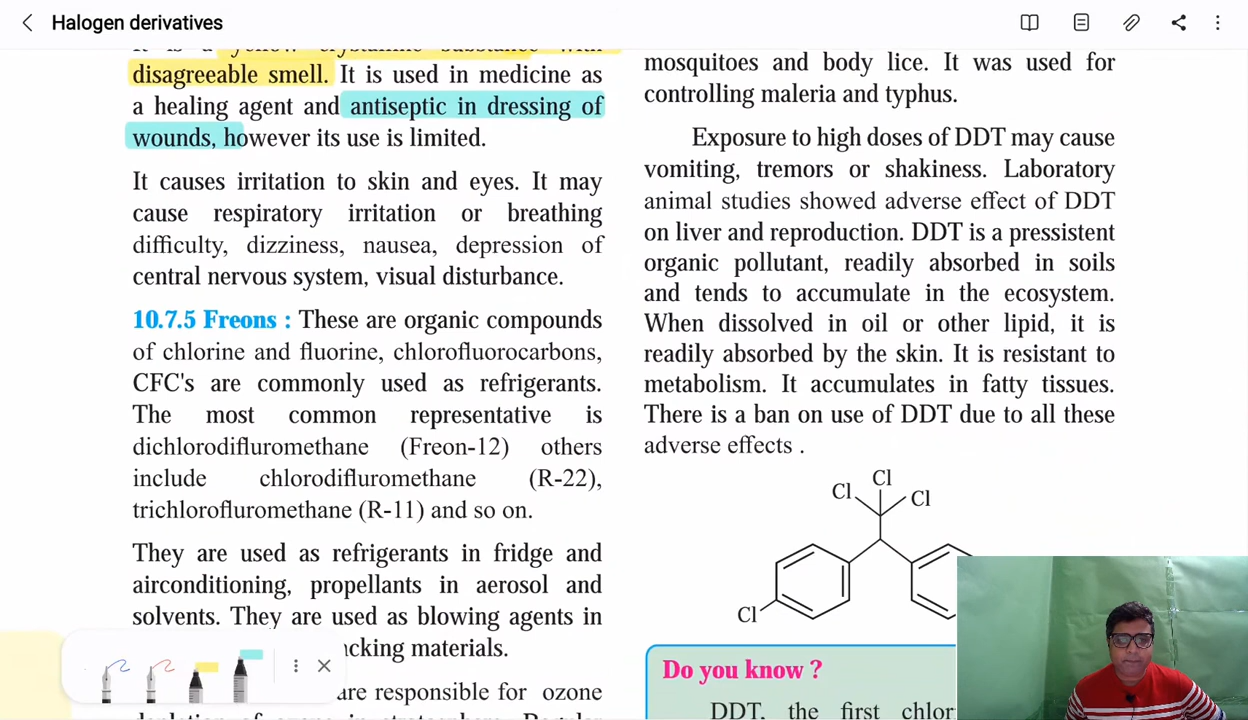 Halogen derivatives
disagreeable smell. It is used in medicine as
a healing agent and antiseptic in dressing of
wounds, however its use is limited.
It causes irritation to skin and eyes. It may
cause respiratory irritation or breathing
difficulty, dizziness, nausea, depression of
central nervous system, visual disturbance.
10.7.5 Freons : These are organic compounds
of chlorine and fluorine, chlorofluorocarbons,
CFC's are commonly used as refrigerants.
The most common representative is
dichlorodifluromethane (Freon-12) others
include chlorodifluromethane (R-22),
trichlorofluromethane (R-11) and so on.
They are used as refrigerants in fridge and
airconditioning, propellants in aerosol and
solvents. They are used as blowing agents in
acking materials.
are responsible for ozone
mosquitoes and body lice. It was used for
controlling maleria and typhus.
Exposure to high doses of DDT may cause
vomiting, tremors or shakiness. Laboratory
animal studies showed adverse effect of DDT
on liver and reproduction. DDT is a pressistent
organic pollutant, readily absorbed in soils
and tends to accumulate in the ecosystem.
When dissolved in oil or other lipid, it is
readily absorbed by the skin. It is resistant to
metabolism. It accumulates in fatty tissues.
There is a ban on use of DDT due to all these
adverse effects .
Cl
Cl Cl
Cl
Do you know ?
DDT, the first chlor